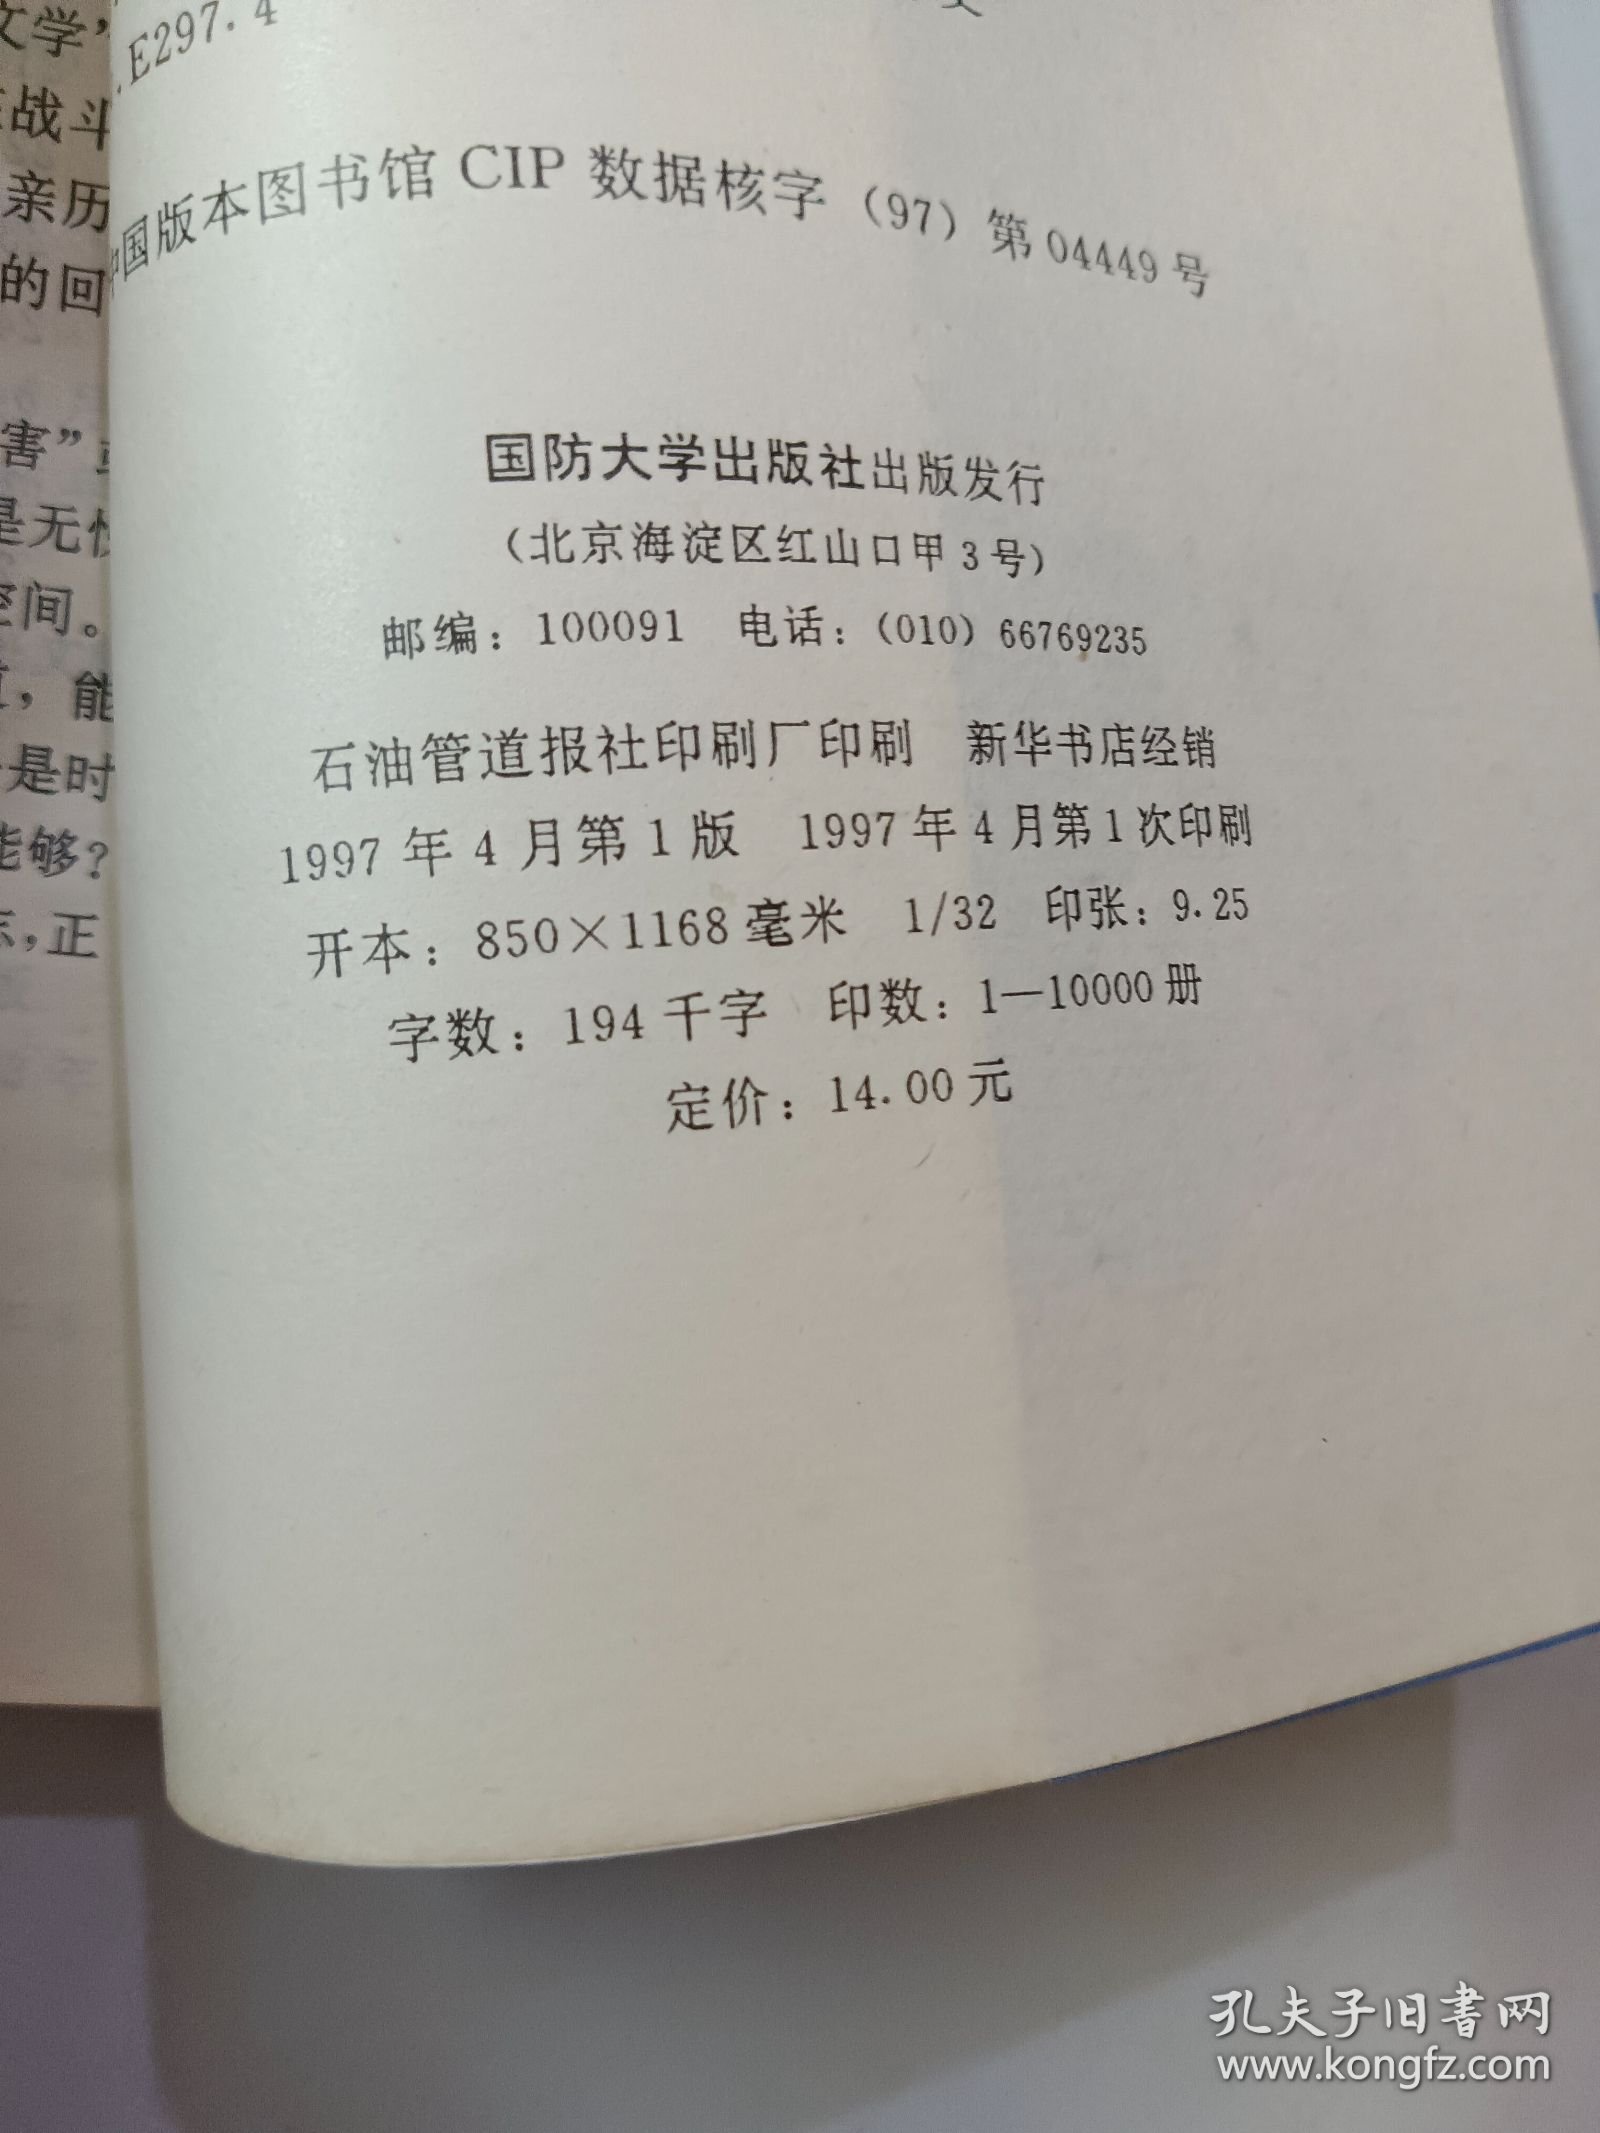 文学，
战斗
亲历
的回
害”
是无
空间。
，能
是时
能够？
，正
.E297.4
中国版本图书馆 CIP 数据核字（97）第 04449 号
国防大学出版社出版发行
（北京海淀区红山口甲 3 号）
邮编：100091 电话：（010）66769235
石油管道报社印刷厂印刷 新华书店经销
1997 年 4 月第 1 版 1997 年 4 月第 1 次印刷
开本：850×1168 毫米 1/32 印张：9.25
字数：194 千字 印数：1—10000 册
定价：14.00 元
孔夫子旧书网
www.kongfz.com